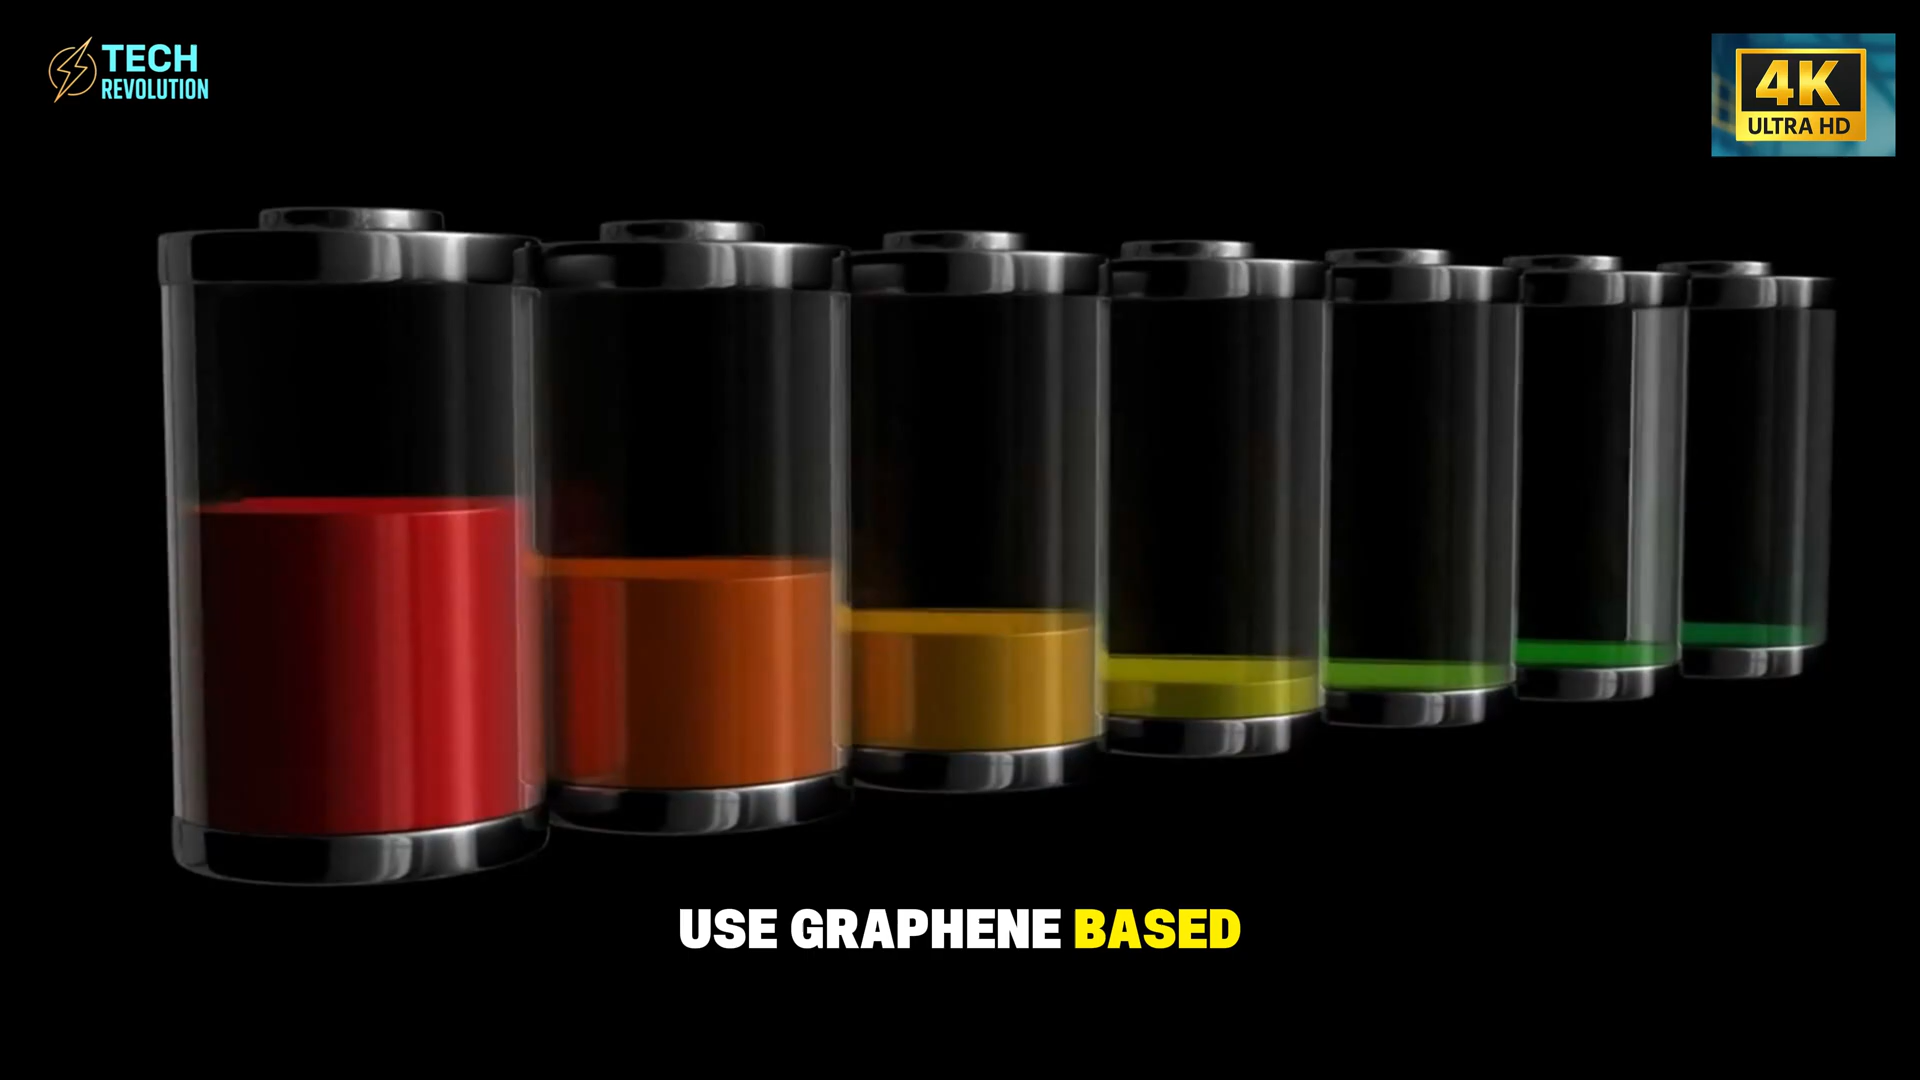 TECH
REVOLUTION
4K
ULTRA HD
USE GRAPHENE BASED